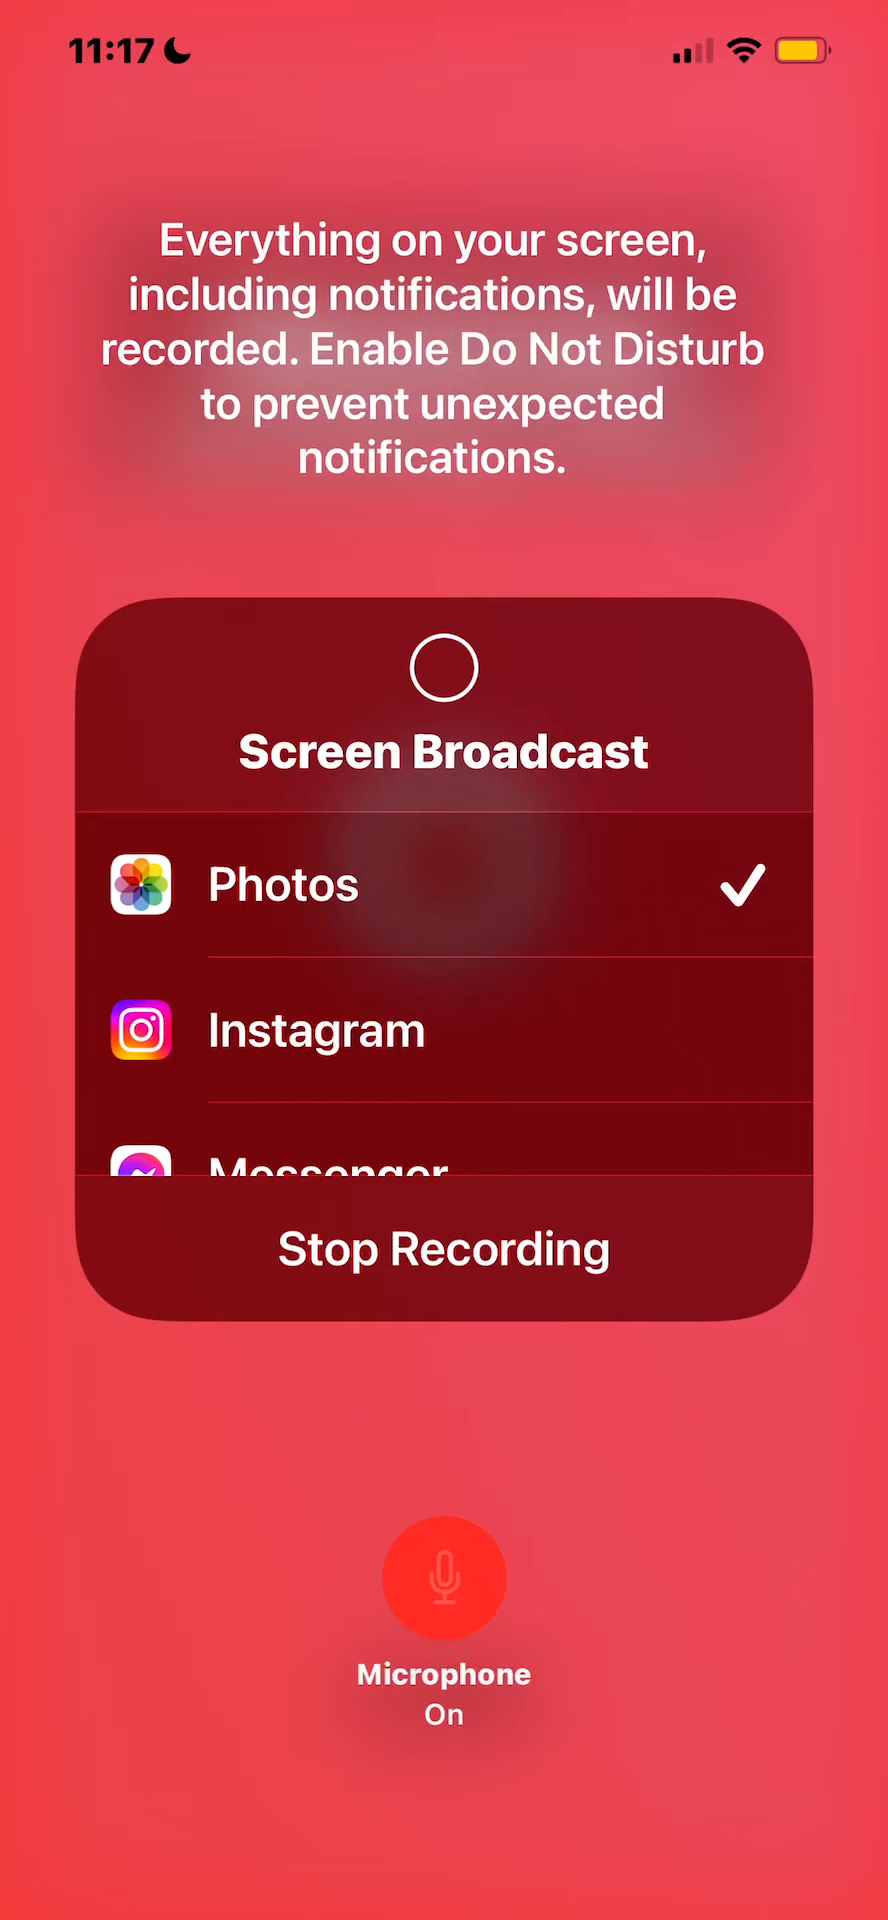 11:17
Everything on your screen,
including notifications, will be
recorded. Enable Do Not Disturb
to prevent unexpected
notifications.
Screen Broadcast
Photos
Instagram
Messenger
Stop Recording
Microphone
On